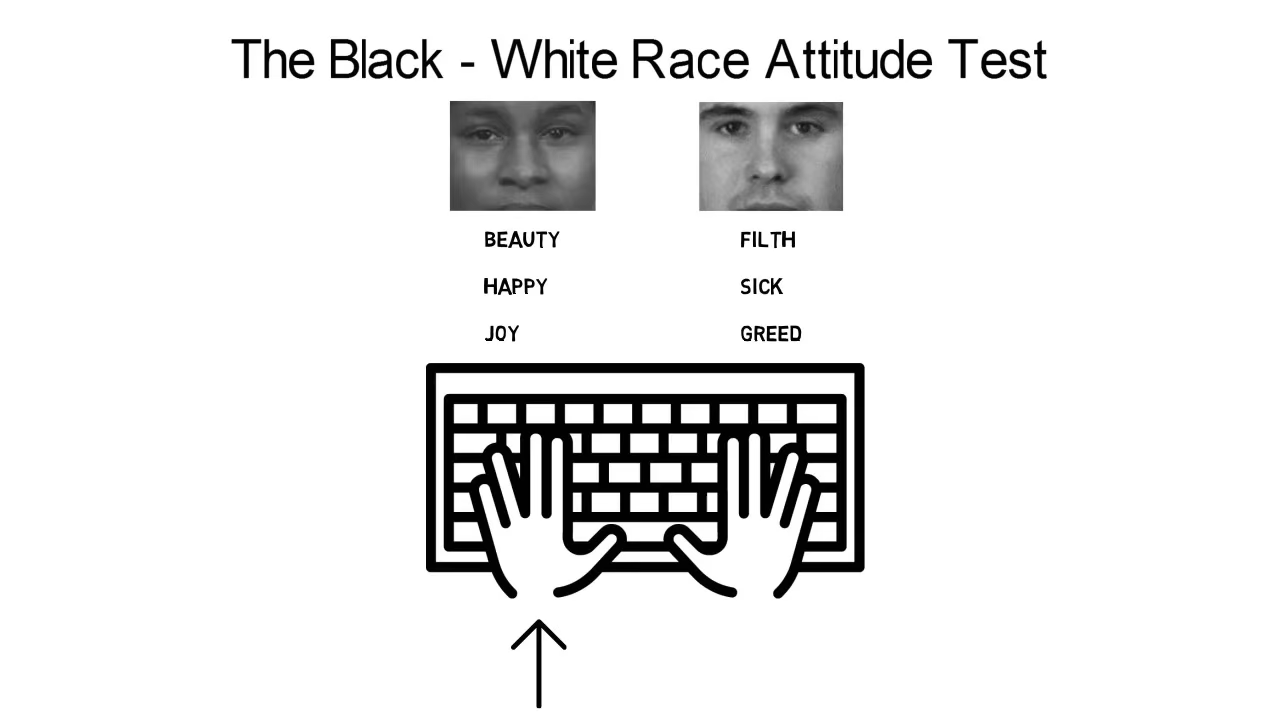 The Black - White Race Attitude Test
BEAUTY
FILTH
HAPPY
SICK
JOY
GREED